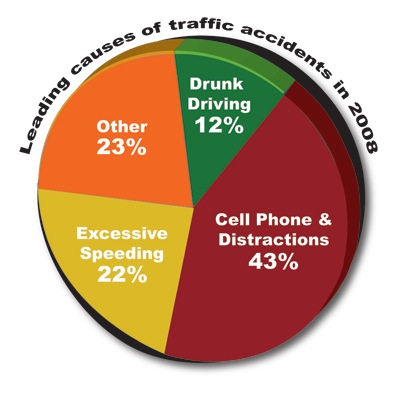 Leading causes of traffic accidents in 2008
Drunk
Driving
12%
Other
23%
Cell Phone &
Distractions
43%
Excessive
Speeding
22%